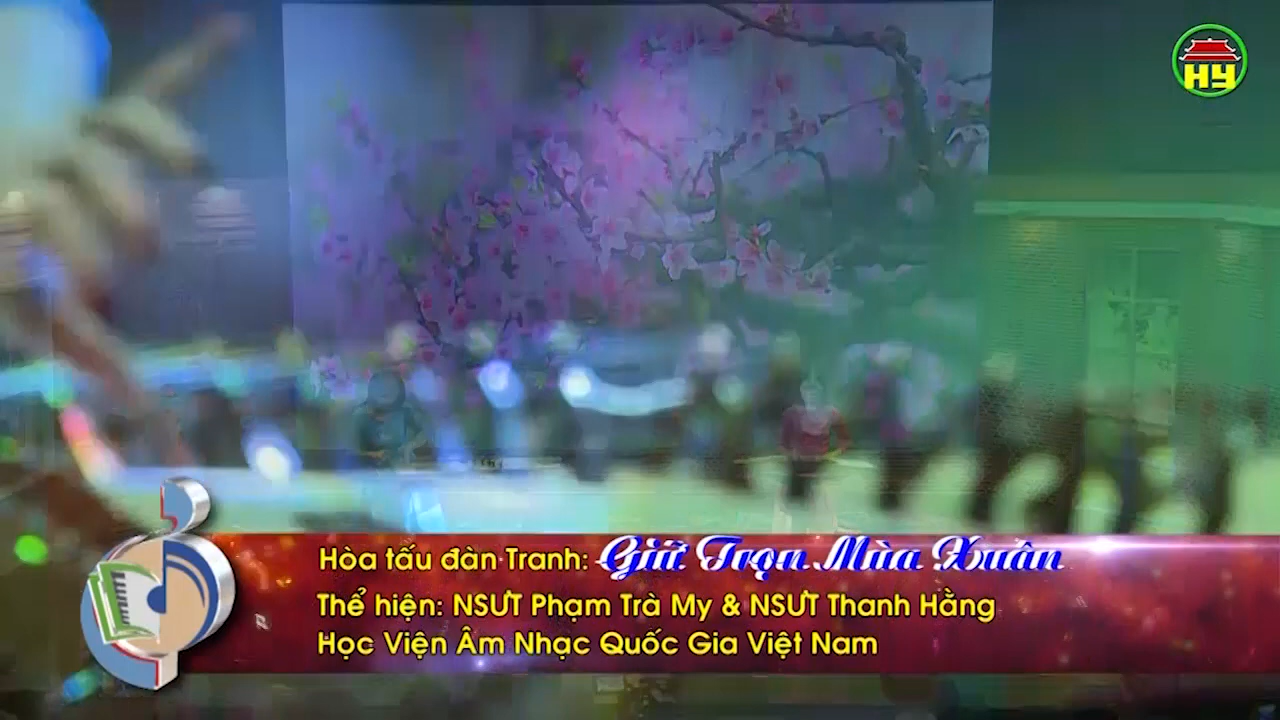 HY
Hòa tấu đàn Tranh: Giữ Trọn Mùa Xuân
Thể hiện: NSƯT Phạm Trà My & NSƯT Thanh Hằng
Học Viện Âm Nhạc Quốc Gia Việt Nam